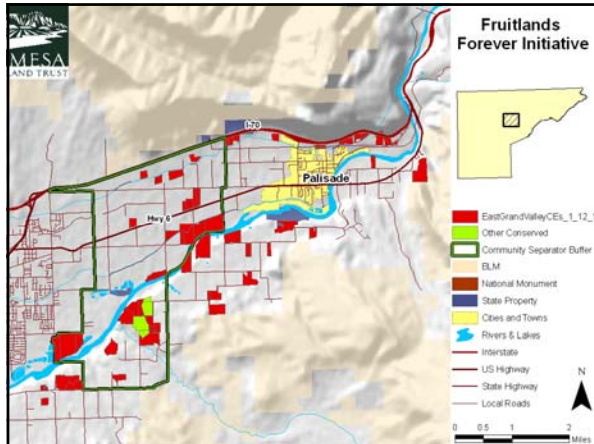 MESA
LAND TRUST
I-70
Palisade
Hwy 6
Fruitlands
Forever Initiative
EastGrandValleyCEs_1_12_1
Other Conserved
Community Separator Buffer
BLM
National Monument
State Property
Cities and Towns
Rivers & Lakes
Interstate
US Highway
State Highway
Local Roads
N
0 0.5 1 2
Miles